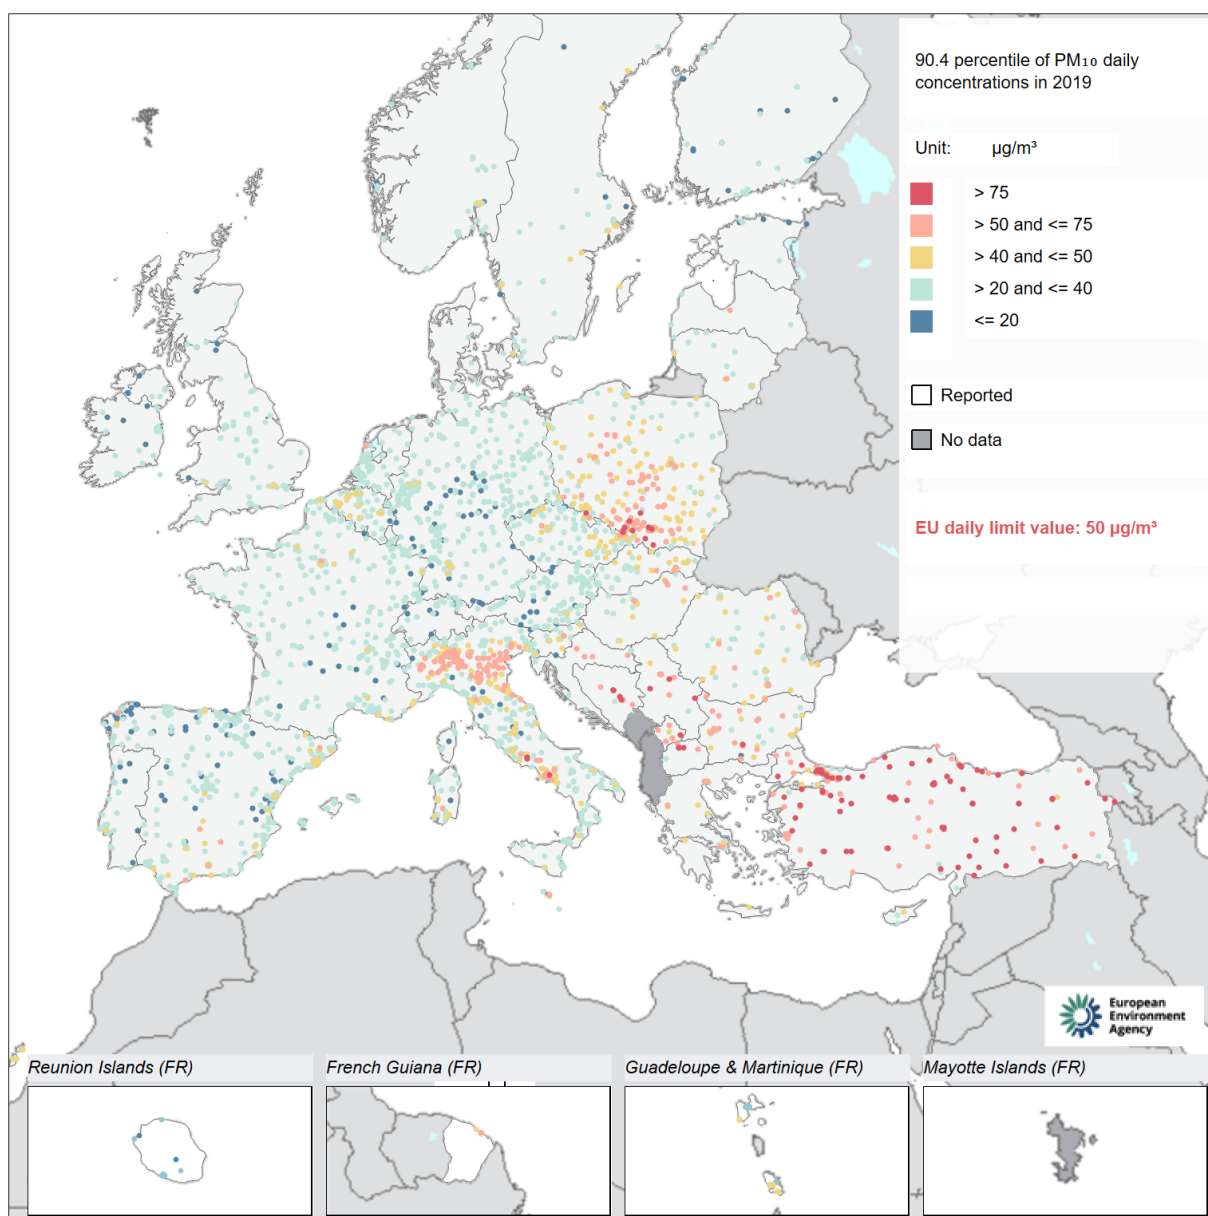 90.4 percentile of PM₁₀ daily
concentrations in 2019
Unit: µg/m³
> 75
> 50 and <= 75
> 40 and <= 50
> 20 and <= 40
<= 20
Reported
No data
EU daily limit value: 50 µg/m³
European
Environment
Agency
Reunion Islands (FR)
French Guiana (FR)
Guadeloupe & Martinique (FR)
Mayotte Islands (FR)